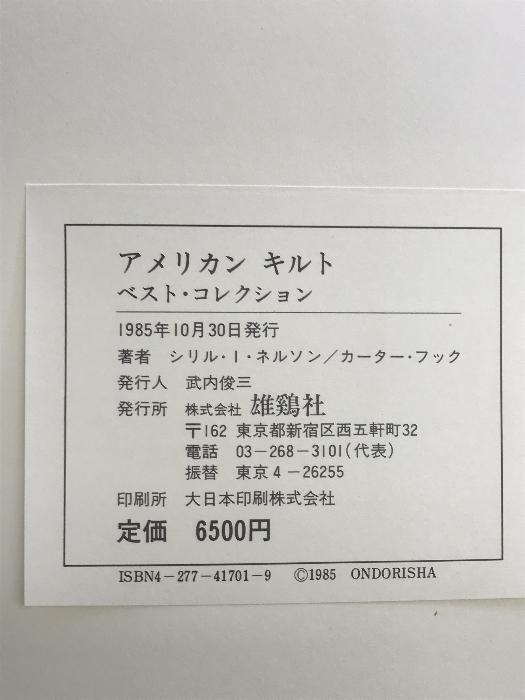 アメリカン キルト
ベスト・コレクション
1985年10月30日発行
著者 シリル・I・ネルソン/カーター・フック
発行人 武内俊三
発行所 株式会社 雄鶏社
〒162 東京都新宿区西五軒町32
電話 03-268-3101(代表)
振替 東京4-26255
印刷所 大日本印刷株式会社
定価 6500円
ISBN4-277-41701-9 ©1985 ONDORISHA